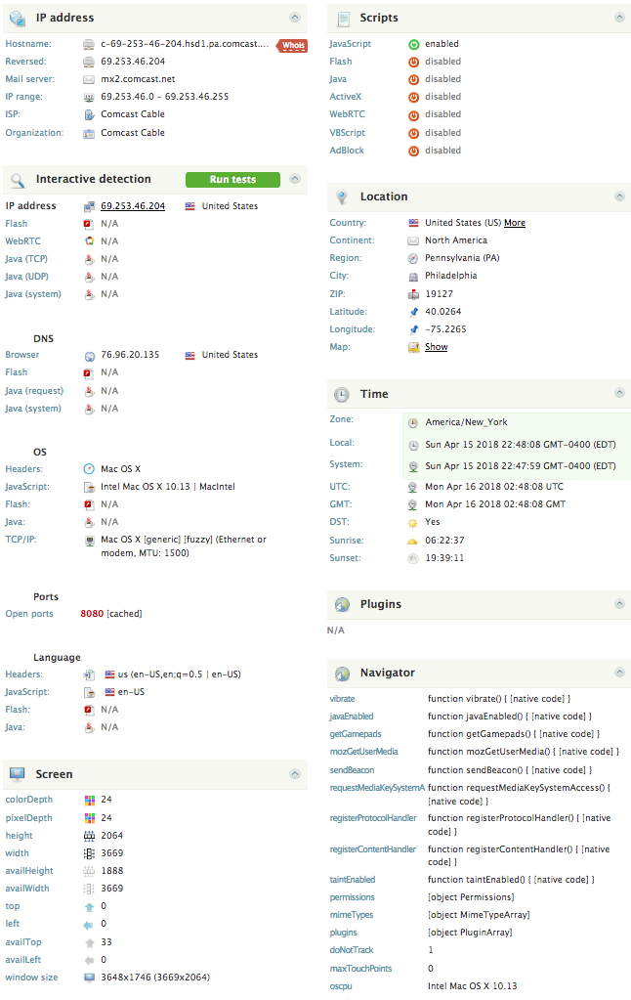 IP address
Hostname: c-69-253-46-204.hsd1.pa.comcast.... Whois
Reversed: 69.253.46.204
Mail server: mx2.comcast.net
IP range: 69.253.46.0 - 69.253.46.255
ISP: Comcast Cable
Organization: Comcast Cable
Interactive detection Run tests
IP address 69.253.46.204 United States
Flash N/A
WebRTC N/A
Java (TCP) N/A
Java (UDP) N/A
Java (system) N/A
DNS
Browser 76.96.20.135 United States
Flash N/A
Java (request) N/A
Java (system) N/A
OS
Headers: Mac OS X
JavaScript: Intel Mac OS X 10.13 | MacIntel
Flash: N/A
Java: N/A
TCP/IP: Mac OS X [generic] [fuzzy] (Ethernet or
modem, MTU: 1500)
Ports
Open ports 8080 [cached]
Language
Headers: us (en-US,en;q=0.5 | en-US)
JavaScript: en-US
Flash: N/A
Java: N/A
Screen
colorDepth 24
pixelDepth 24
height 2064
width 3669
availHeight 1888
availWidth 3669
top 0
left 0
availTop 33
availLeft 0
window size 3648x1746 (3669x2064)
Scripts
JavaScript enabled
Flash disabled
Java disabled
ActiveX disabled
WebRTC disabled
VBScript disabled
AdBlock disabled
Location
Country: United States (US) More
Continent: North America
Region: Pennsylvania (PA)
City: Philadelphia
ZIP: 19127
Latitude: 40.0264
Longitude: -75.2265
Map: Show
Time
Zone: America/New_York
Local: Sun Apr 15 2018 22:48:08 GMT-0400 (EDT)
System: Sun Apr 15 2018 22:47:59 GMT-0400 (EDT)
UTC: Mon Apr 16 2018 02:48:08 UTC
GMT: Mon Apr 16 2018 02:48:08 GMT
DST: Yes
Sunrise: 06:22:37
Sunset: 19:39:11
Plugins
N/A
Navigator
vibrate function vibrate() { [native code] }
javaEnabled function javaEnabled() { [native code] }
getGamepads function getGamepads() { [native code] }
mozGetUserMedia function mozGetUserMedia() { [native code] }
sendBeacon function sendBeacon() { [native code] }
requestMediaKeySystemA function requestMediaKeySystemAccess() {
[native code] }
registerProtocolHandler function registerProtocolHandler() { [native
code] }
registerContentHandler function registerContentHandler() { [native
code] }
taintEnabled function taintEnabled() { [native code] }
permissions [object Permissions]
mimeTypes [object MimeTypeArray]
plugins [object PluginArray]
doNotTrack 1
maxTouchPoints 0
oscpu Intel Mac OS X 10.13